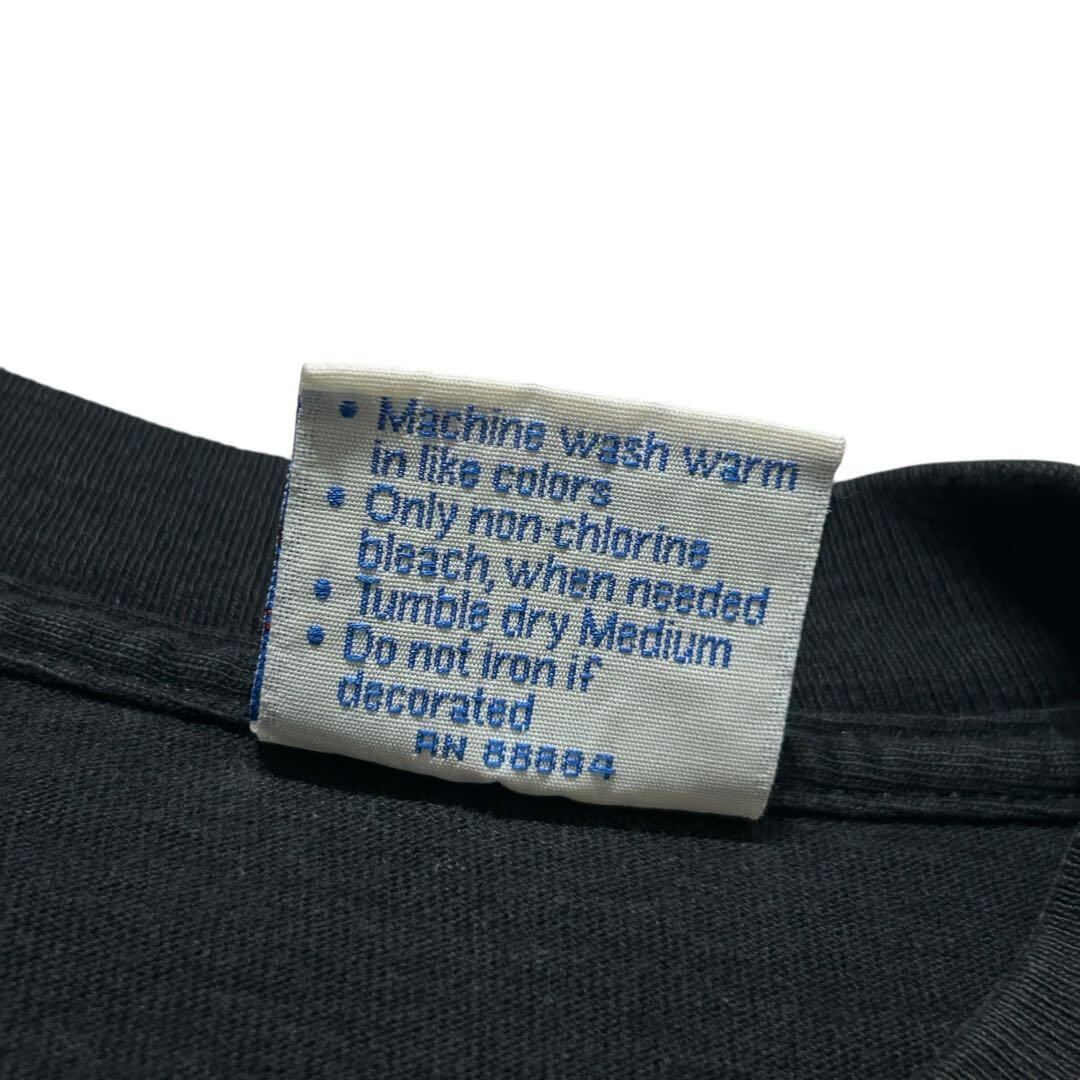 • Machine wash warm
in like colors
• Only non-chlorine
bleach, when needed
• Tumble dry Medium
• Do not iron if
decorated
RN 88884